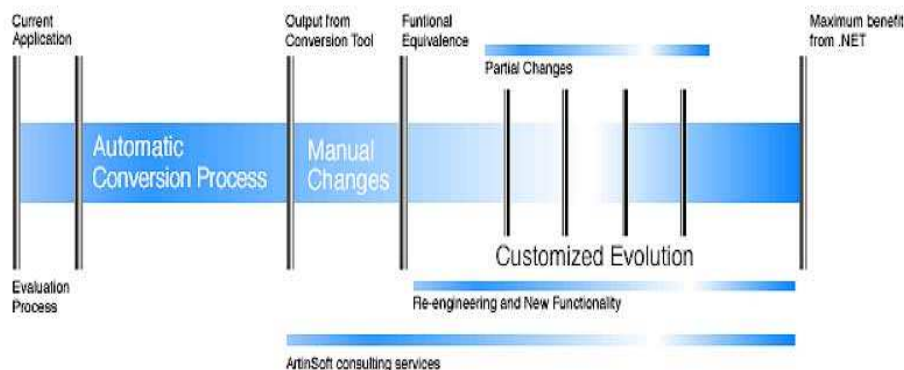 Current
Application
Output from
Conversion Tool
Funtional
Equivalence
Maximum benefit
from .NET
Partial Changes
Automatic
Conversion Process
Manual
Changes
Customized Evolution
Evaluation
Process
Re-engineering and New Functionality
ArtinSoft consulting services